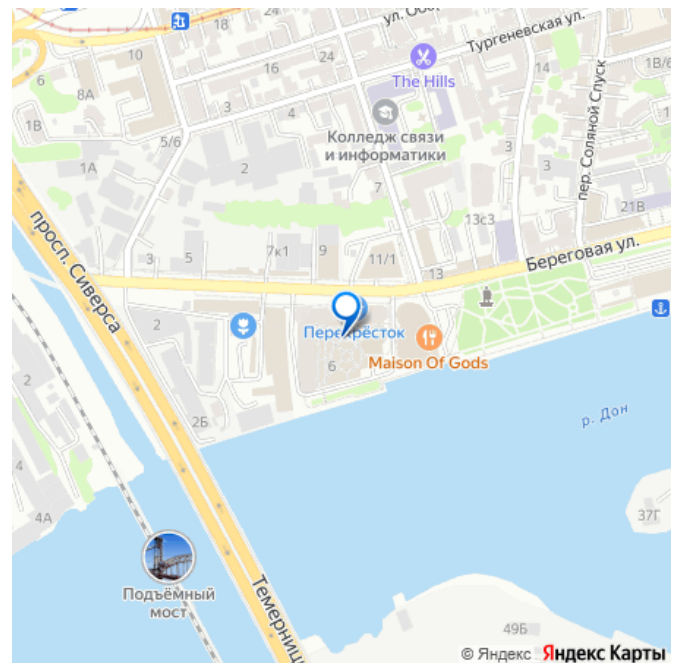 ул. Обо
Тургеневская ул.
18
10
16
24
14
1В/6
6
8А
The Hills
4
1В
5/6
3
4
Колледж связи
и информатики
пер. Соляной Спуск
1А
2
3
7
21В
13с3
просп. Сиверса
7к1
9
3
5
11/1
13
Береговая ул.
2
Перекрёсток
Maison Of Gods
6
2
2Б
р. Дон
4
4А
37Г
Подъёмный
мост
Темерниц
49Б
© Яндекс Яндекс Карты